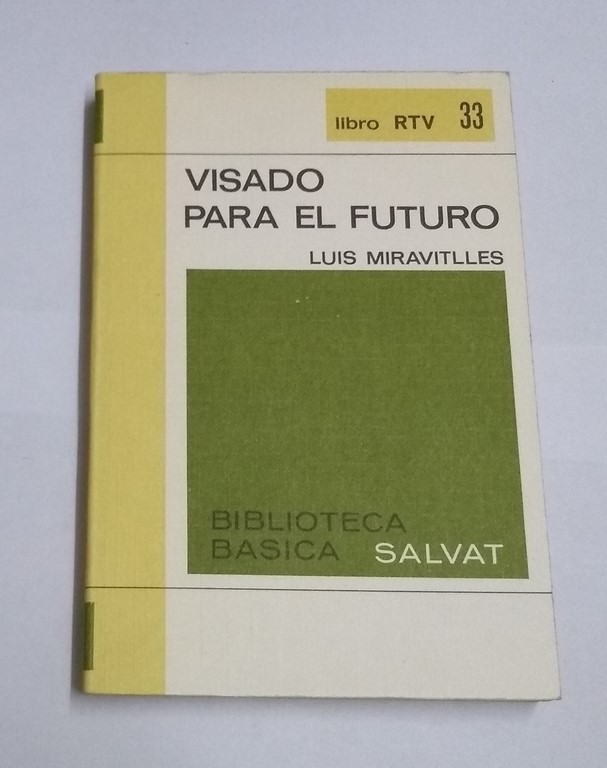 libro RTV 33
VISADO
PARA EL FUTURO
LUIS MIRAVITLLES
BIBLIOTECA
BASICA SALVAT